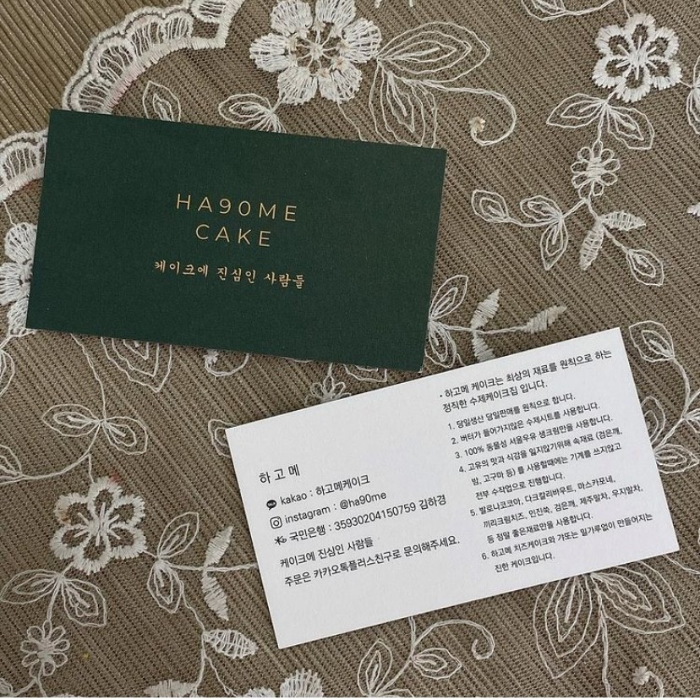 HA90ME
CAKE
케이크에 진심인 사람들
하고메
kakao : 하고메케이크
instagram : @ha90me
국민은행 : 35930204150759 김하경
케이크에 진심인 사람들
주문은 카카오톡플러스친구로 문의해주세요.
• 하고메 케이크는 최상의 재료를 원칙으로 하는
정직한 수제케이크집 입니다.
1. 당일생산 당일판매를 원칙으로 합니다.
2. 버터가 들어가지않은 수제시트를 사용합니다.
3. 100% 동물성 서울우유 생크림만을 사용합니다.
4. 고유의 맛과 식감을 잃지않기위해 속재료 (검은깨,
밤, 고구마 등)를 사용할때에는 기계를 쓰지않고
전부 수작업으로 진행합니다.
5. 발로나코코아, 다크칼리바우트, 마스카포네,
끼리크림치즈, 인진쑥, 검은깨, 제주말차, 우지말차,
등 정말 좋은재료만을 사용합니다.
6. 하고메 치즈케이크와 갸또는 밀가루없이 만들어지는
진한 케이크입니다.